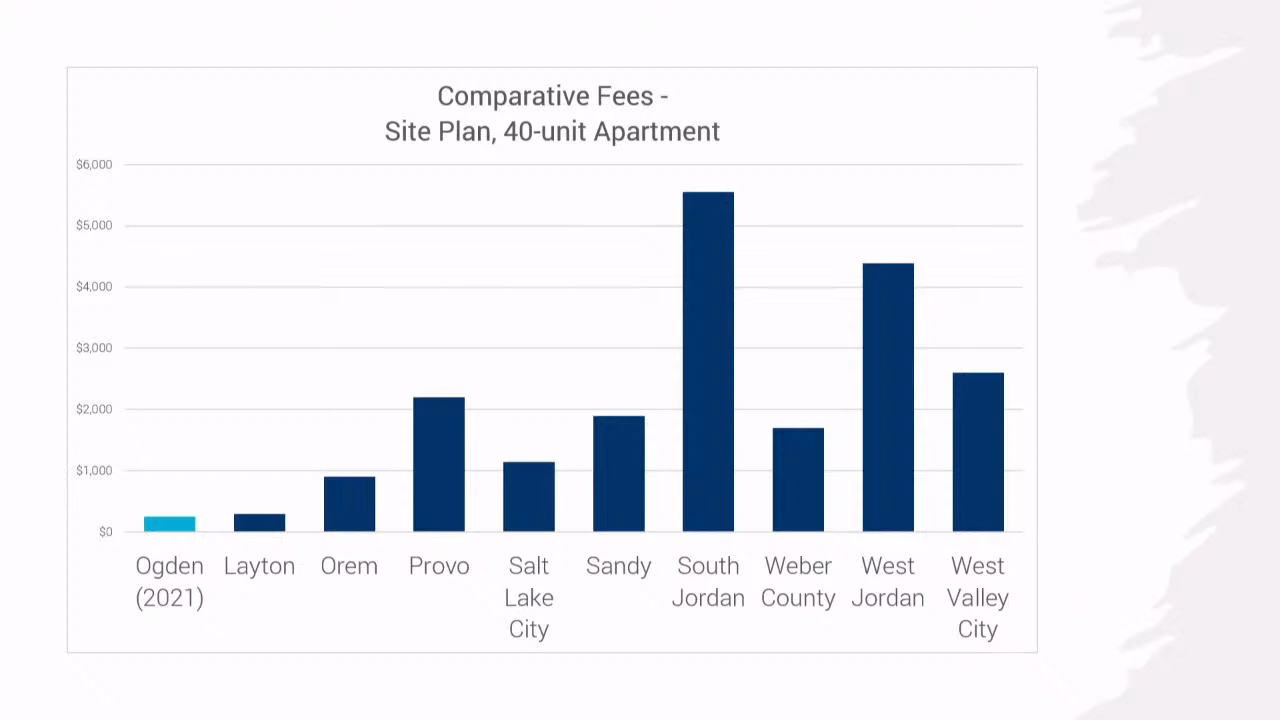 Comparative Fees -
Site Plan, 40-unit Apartment
$6,000
$5,000
$4,000
$3,000
$2,000
$1,000
$0
Ogden
(2021)
Layton
Orem
Provo
Salt
Lake
City
Sandy
South
Jordan
Weber
County
West
Jordan
West
Valley
City